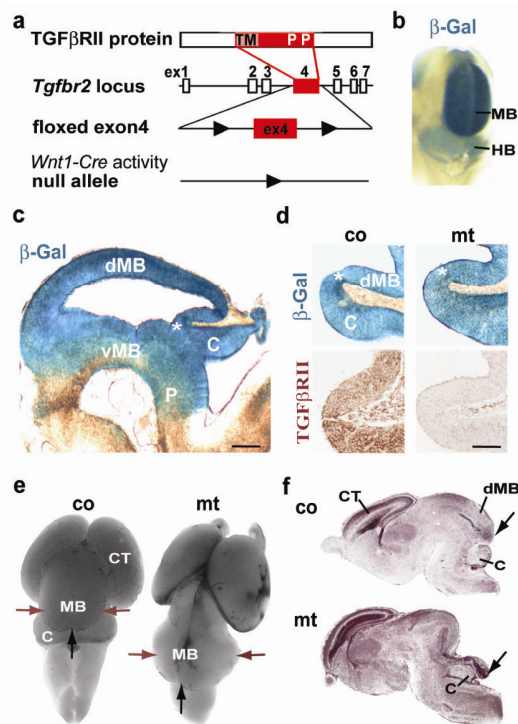 a
TGFβRII protein
TM P P
Tgfbr2 locus
ex1 2 3 4 5 6 7
floxed exon4
ex4
Wnt1-Cre activity
null allele
b
β-Gal
MB
HB
c
β-Gal
dMB
*
C
vMB
P
d
co mt
β-Gal
* dMB *
C
TGFβRII
e
co mt
CT
MB
C
MB
f
co
CT
dMB
C
mt
C